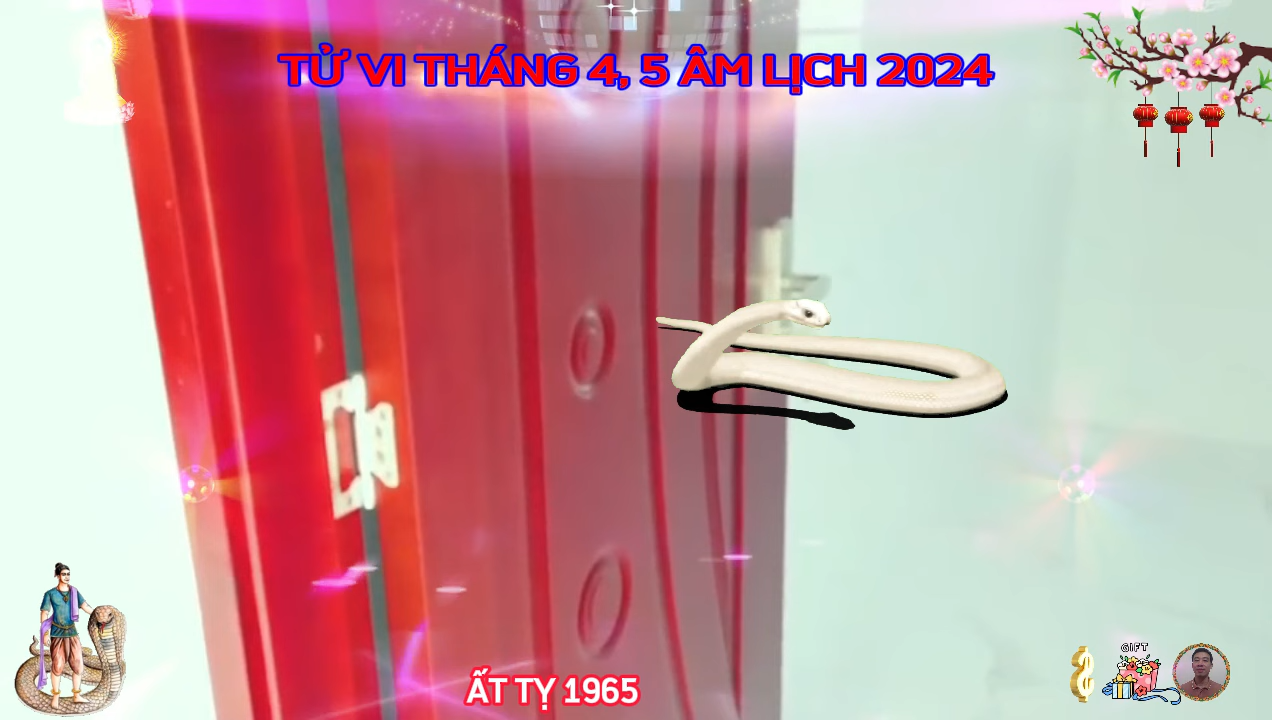 TỬ VI THÁNG 4, 5 ÂM LỊCH 2024
GIFT
ẤT TỴ 1965